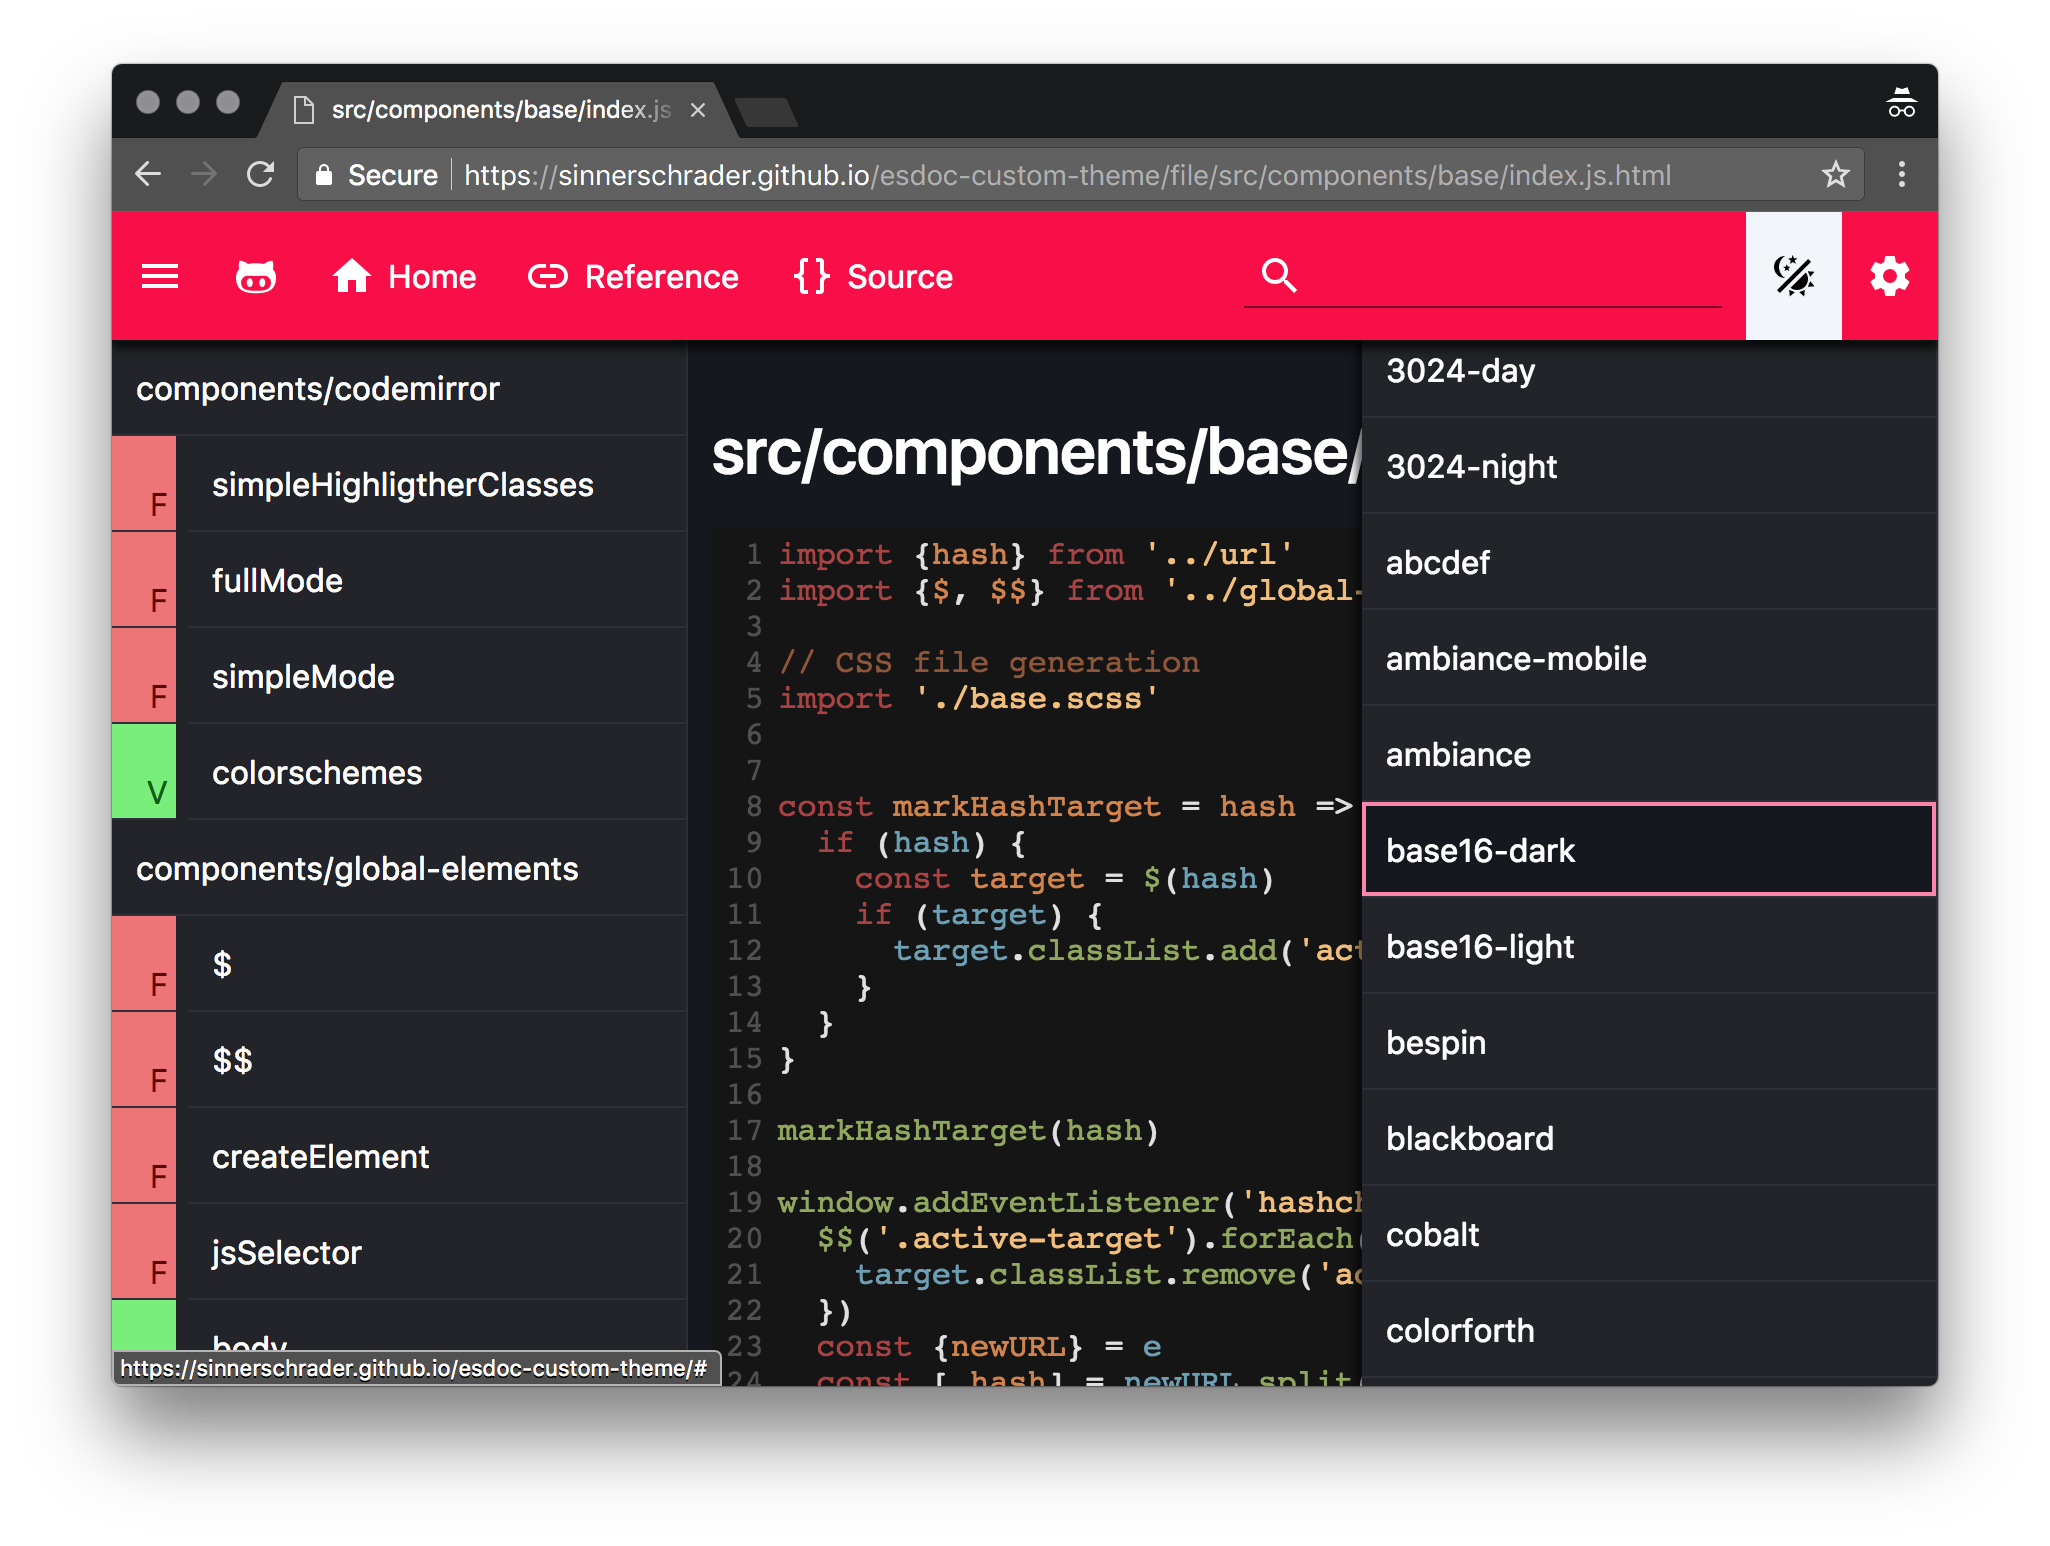 src/components/base/index.js
Secure https://sinnerschrader.github.io/esdoc-custom-theme/file/src/components/base/index.js.html
Home Reference {} Source
components/codemirror
F simpleHighligtherClasses
F fullMode
F simpleMode
V colorschemes
components/global-elements
F $
F $$
F createElement
F jsSelector
body
https://sinnerschrader.github.io/esdoc-custom-theme/#
src/components/base/
1 import {hash} from '../url'
2 import {$, $$} from '../global-
3
4 // CSS file generation
5 import './base.scss'
6
7
8 const markHashTarget = hash =>
9 if (hash) {
10 const target = $(hash)
11 if (target) {
12 target.classList.add('act
13 }
14 }
15 }
16
17 markHashTarget(hash)
18
19 window.addEventListener('hashch
20 $$('.active-target').forEach(
21 target.classList.remove('ac
22 })
23 const {newURL} = e
24 const [ hash] = newURL.split(
3024-day
3024-night
abcdef
ambiance-mobile
ambiance
base16-dark
base16-light
bespin
blackboard
cobalt
colorforth